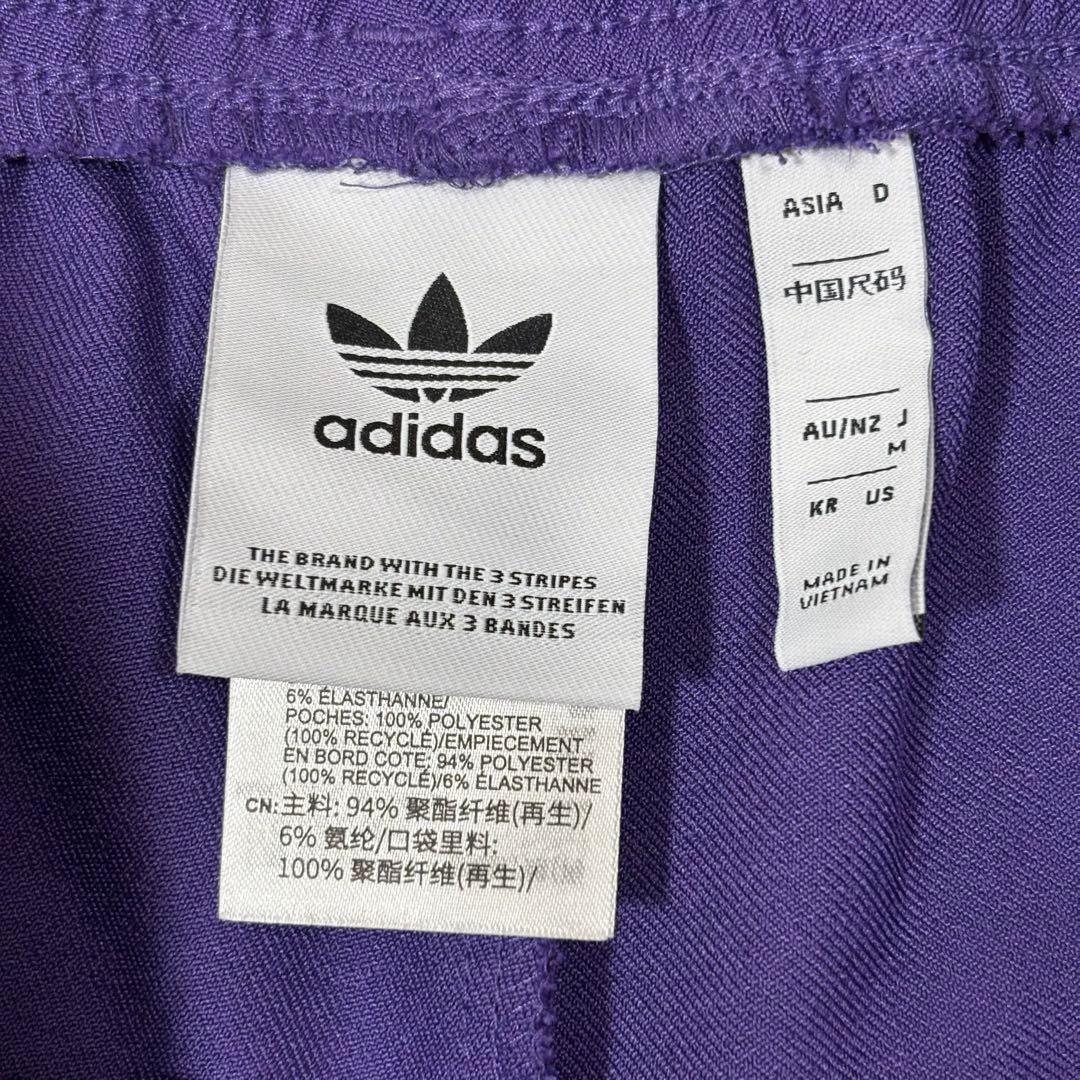 adidas
THE BRAND WITH THE 3 STRIPES
DIE WELTMARKE MIT DEN 3 STREIFEN
LA MARQUE AUX 3 BANDES
6% ÉLASTHANNE/
POCHES: 100% POLYESTER
(100% RECYCLÉ)/EMPIECEMENT
EN BORD COTE: 94% POLYESTER
(100% RECYCLÉ)/6% ÉLASTHANNE
CN: 主料: 94% 聚酯纤维(再生)/
6% 氨纶/口袋里料:
100% 聚酯纤维(再生)/
ASIA D
中国尺码
AU/NZ J
M
KR US
MADE IN
VIETNAM